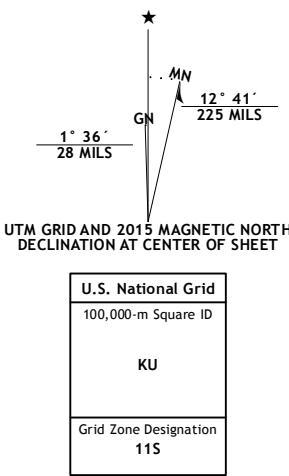 ★
MN
GN
12° 41´
225 MILS
1° 36´
28 MILS
UTM GRID AND 2015 MAGNETIC NORTH
DECLINATION AT CENTER OF SHEET
U.S. National Grid
100,000-m Square ID
KU
Grid Zone Designation
11S